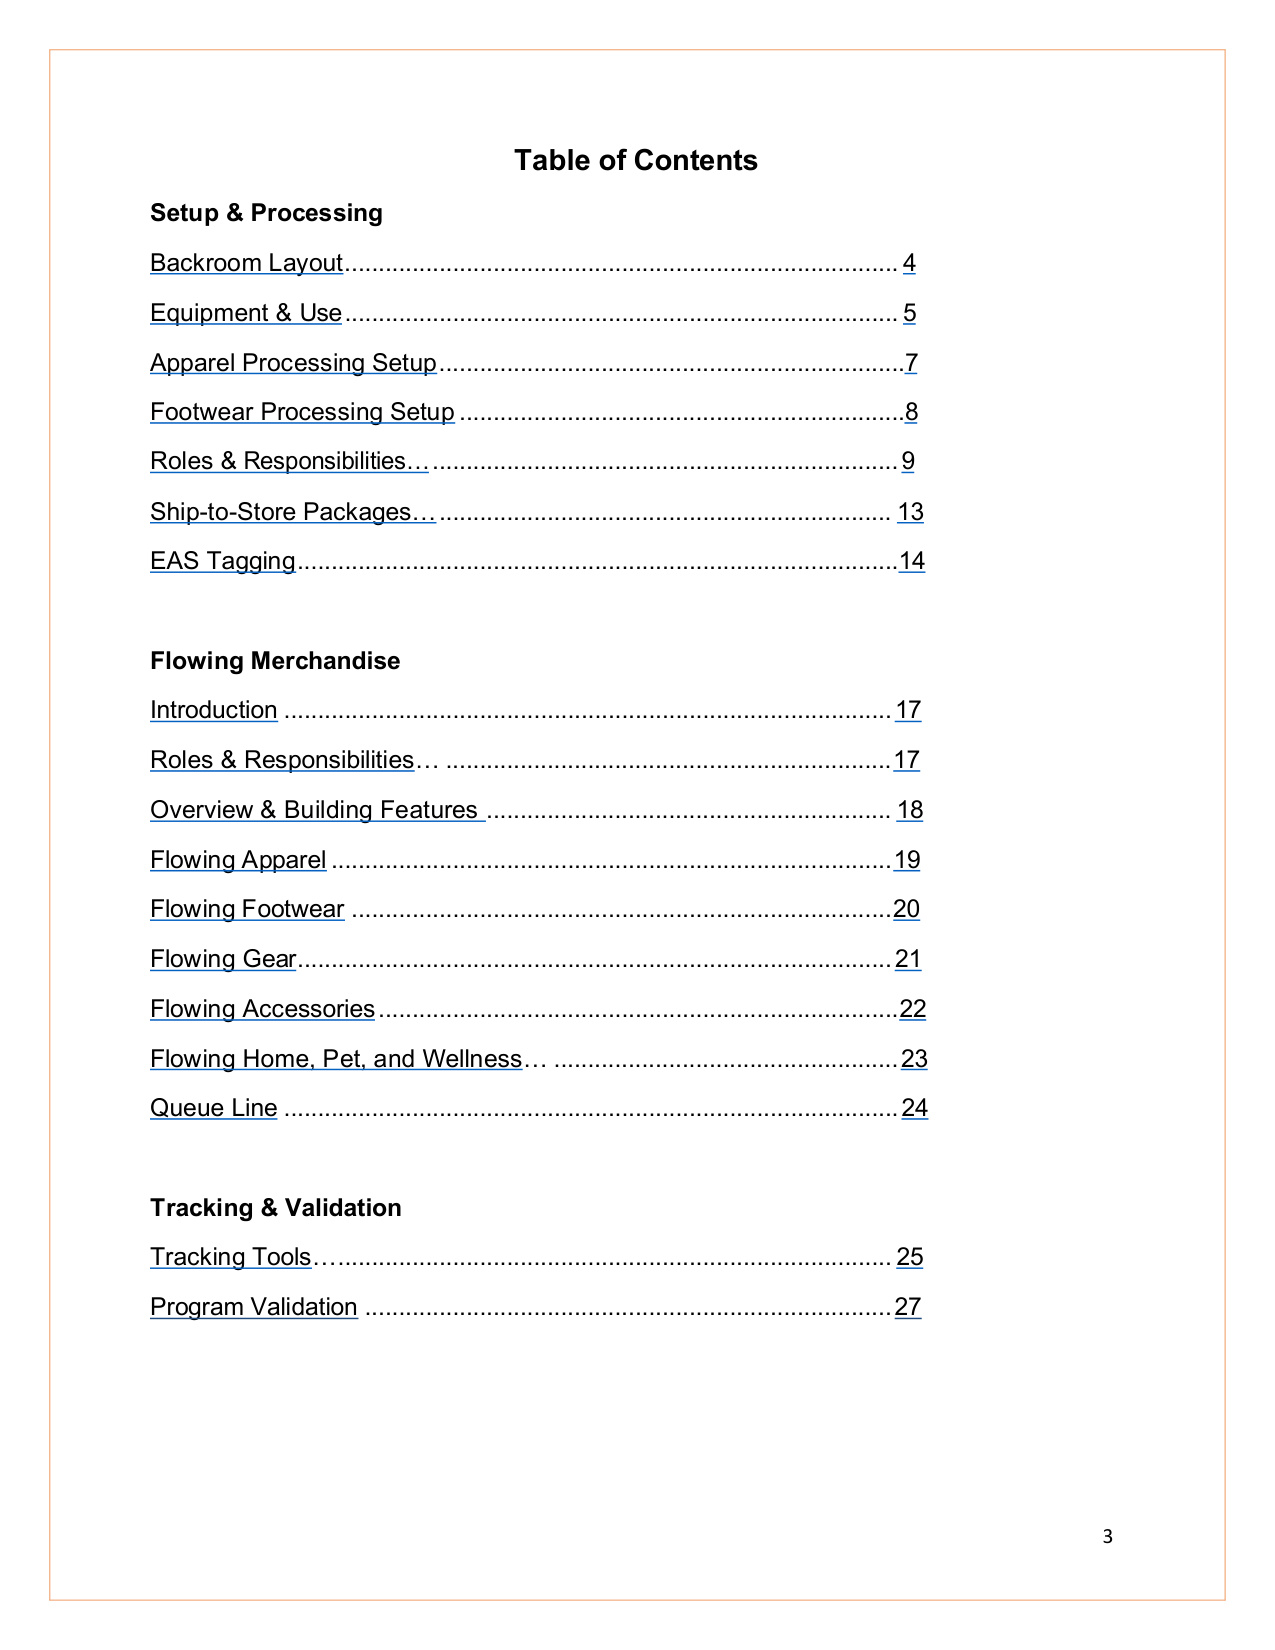 Table of Contents
Setup & Processing
Backroom Layout.................................................................................. 4
Equipment & Use.................................................................................. 5
Apparel Processing Setup.....................................................................7
Footwear Processing Setup ..................................................................8
Roles & Responsibilities…..................................................................... 9
Ship-to-Store Packages…................................................................... 13
EAS Tagging.........................................................................................14
Flowing Merchandise
Introduction ..........................................................................................17
Roles & Responsibilities… ..................................................................17
Overview & Building Features ............................................................ 18
Flowing Apparel ...................................................................................19
Flowing Footwear ................................................................................20
Flowing Gear........................................................................................21
Flowing Accessories.............................................................................22
Flowing Home, Pet, and Wellness… ...................................................23
Queue Line ...........................................................................................24
Tracking & Validation
Tracking Tools….................................................................................. 25
Program Validation ..............................................................................27
3